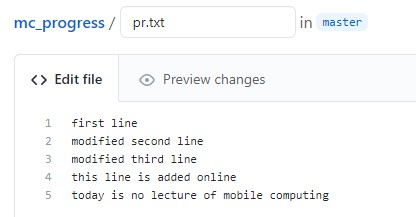 mc_progress / pr.txt in master
Edit file Preview changes
1 first line
2 modified second line
3 modified third line
4 this line is added online
5 today is no lecture of mobile computing